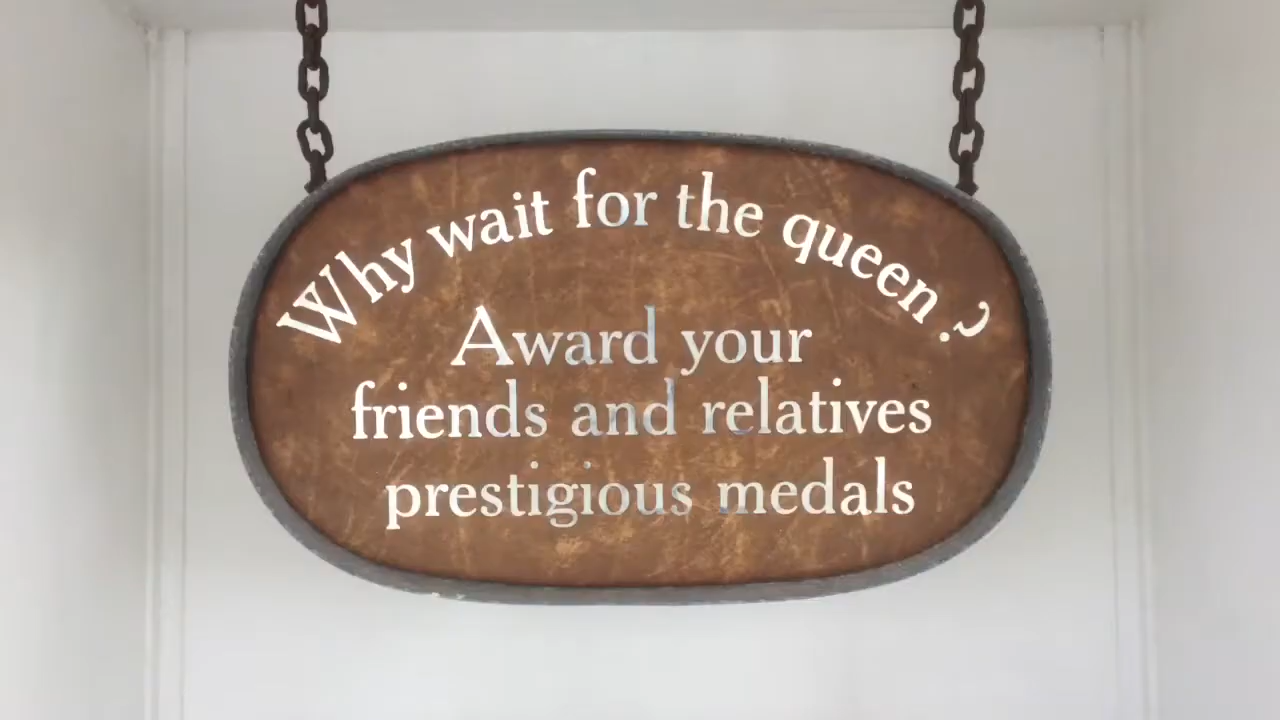 Why wait for the queen?
Award your
friends and relatives
prestigious medals